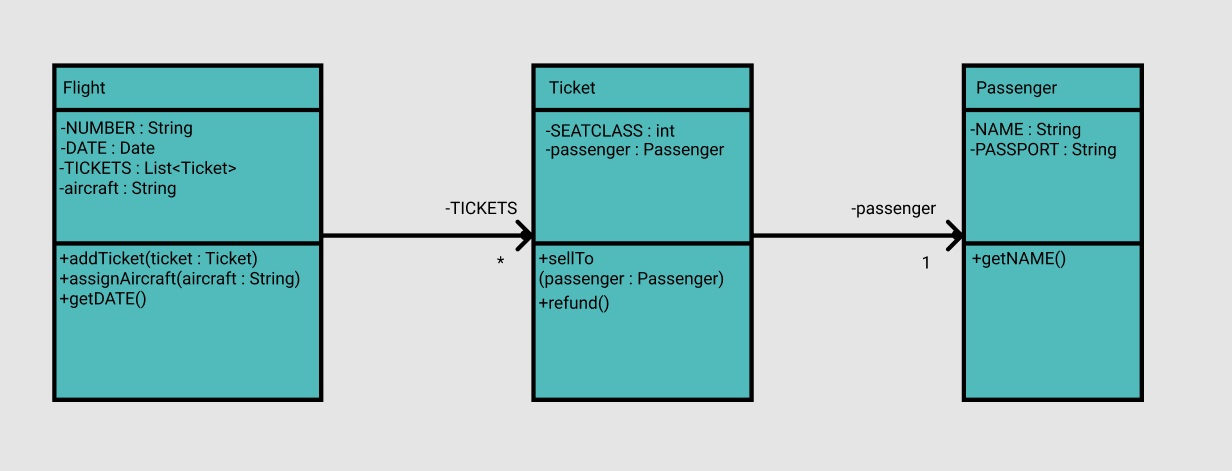 Flight
-NUMBER : String
-DATE : Date
-TICKETS : List<Ticket>
-aircraft : String
+addTicket(ticket : Ticket)
+assignAircraft(aircraft : String)
+getDATE()
-TICKETS
*
Ticket
-SEATCLASS : int
-passenger : Passenger
+sellTo
(passenger : Passenger)
+refund()
-passenger
1
Passenger
-NAME : String
-PASSPORT : String
+getNAME()